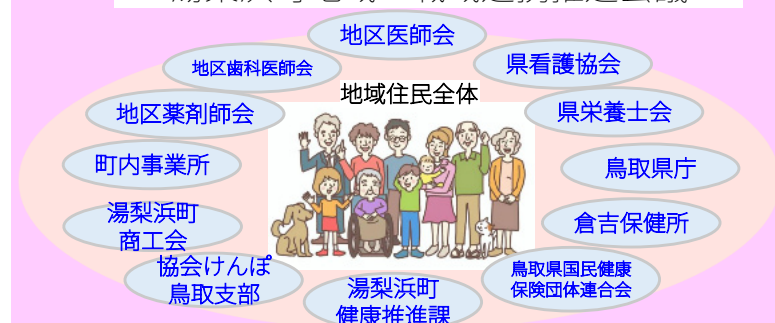 地区医師会
地区歯科医師会
県看護協会
地域住民全体
地区薬剤師会
県栄養士会
町内事業所
鳥取県庁
湯梨浜町
商工会
倉吉保健所
協会けんぽ
鳥取支部
鳥取県国民健康
保険団体連合会
湯梨浜町
健康推進課